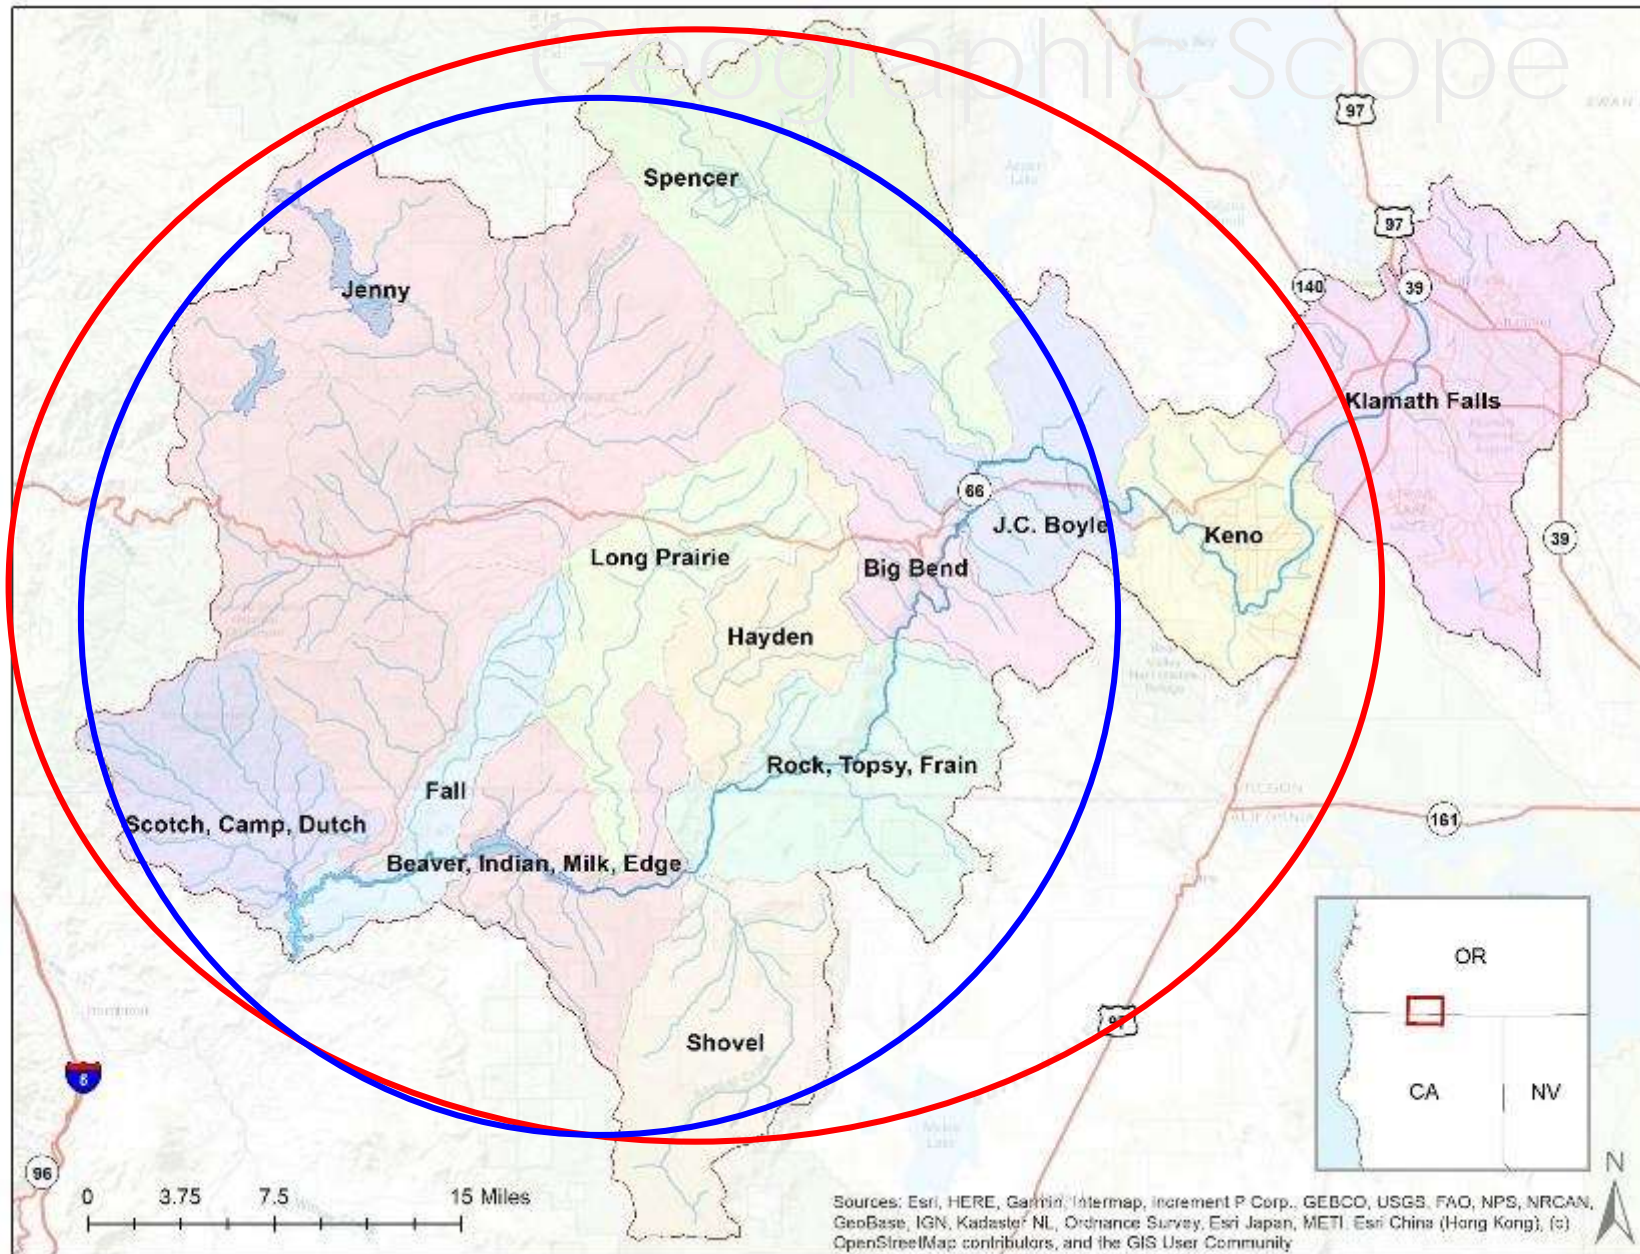 Geographic Scope
97
Spencer
97
Jenny
140
39
Klamath Falls
66
J.C. Boyle
Keno
39
Long Prairie
Big Bend
Hayden
Rock, Topsy, Frain
Fall
Scotch, Camp, Dutch
161
Beaver, Indian, Milk, Edge
OR
97
Shovel
6
CA
NV
N
96
0 3.75 7.5 15 Miles
Sources: Esri, HERE, Garmin, Intermap, increment P Corp., GEBCO, USGS, FAO, NPS, NRCAN,
GeoBase, IGN, Kadaster NL, Ordnance Survey, Esri Japan, METI, Esri China (Hong Kong), (c)
OpenStreetMap contributors, and the GIS User Community